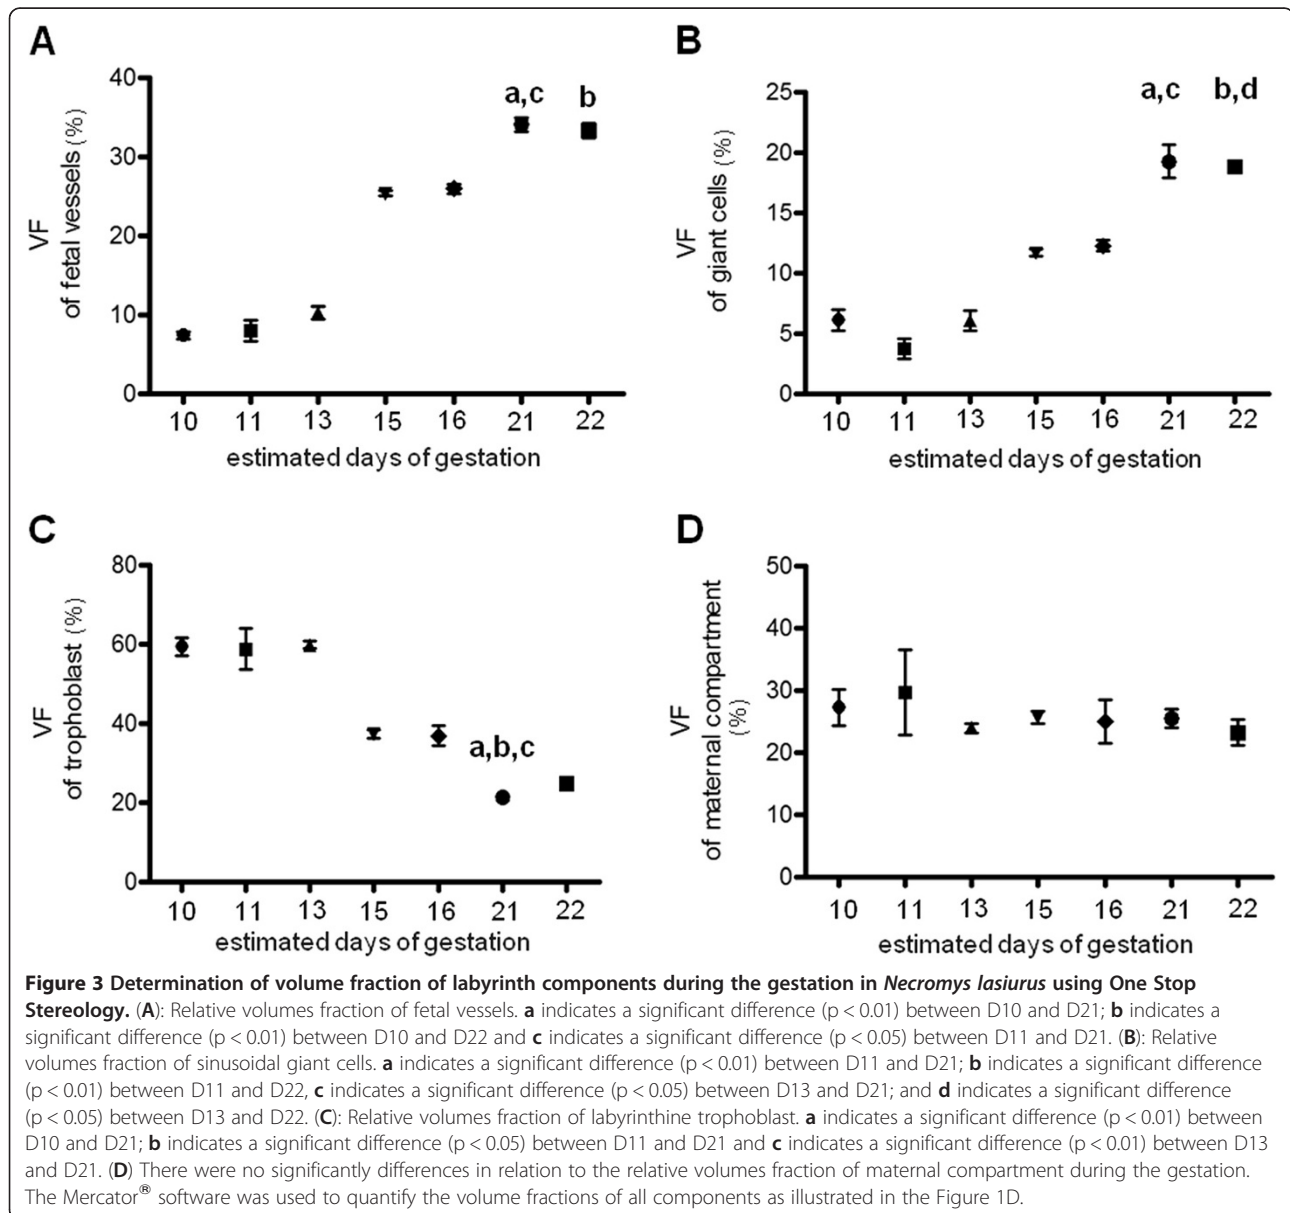 A
VF
of fetal vessels (%)
40
30
20
10
0
a,c
b
10 11 13 15 16 21 22
estimated days of gestation
B
VF
of giant cells (%)
25
20
15
10
5
0
a,c
b,d
10 11 13 15 16 21 22
estimated days of gestation
C
VF
of trophoblast (%)
80
60
40
20
0
a,b,c
10 11 13 15 16 21 22
estimated days of gestation
D
VF
of maternal compartment
(%)
50
40
30
20
10
0
10 11 13 15 16 21 22
estimated days of gestation
Figure 3 Determination of volume fraction of labyrinth components during the gestation in Necromys lasiurus using One Stop
Stereology. (A): Relative volumes fraction of fetal vessels. a indicates a significant difference (p < 0.01) between D10 and D21; b indicates a
significant difference (p < 0.01) between D10 and D22 and c indicates a significant difference (p < 0.05) between D11 and D21. (B): Relative
volumes fraction of sinusoidal giant cells. a indicates a significant difference (p < 0.01) between D11 and D21; b indicates a significant difference
(p < 0.01) between D11 and D22, c indicates a significant difference (p < 0.05) between D13 and D21; and d indicates a significant difference
(p < 0.05) between D13 and D22. (C): Relative volumes fraction of labyrinthine trophoblast. a indicates a significant difference (p < 0.01) between
D10 and D21; b indicates a significant difference (p < 0.05) between D11 and D21 and c indicates a significant difference (p < 0.01) between D13
and D21. (D) There were no significantly differences in relation to the relative volumes fraction of maternal compartment during the gestation.
The Mercator® software was used to quantify the volume fractions of all components as illustrated in the Figure 1D.